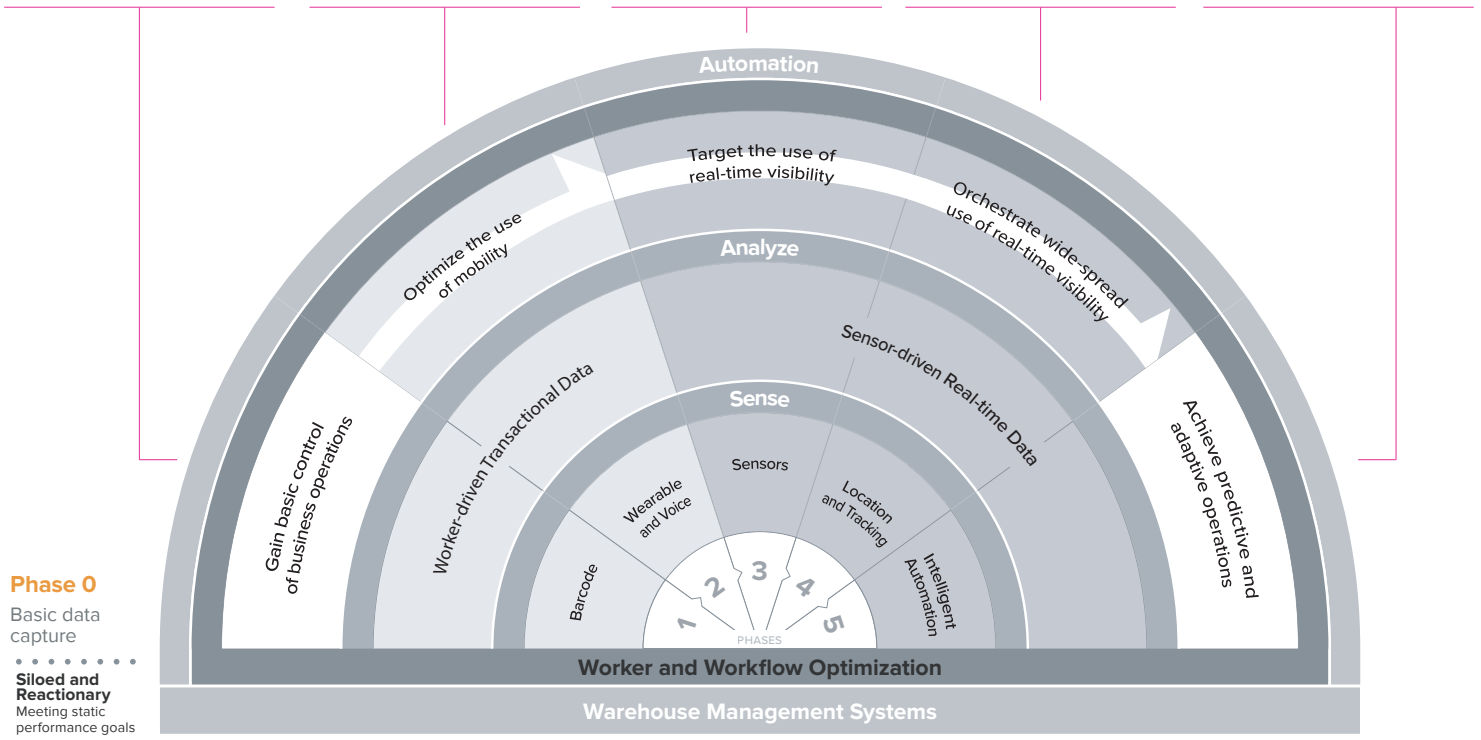 Automation
Target the use of
real-time visibility
Optimize the use
of mobility
Orchestrate wide-spread
use of real-time visibility
Gain basic control
of business operations
Achieve predictive and
adaptive operations
Analyze
Worker-driven Transactional Data
Sensor-driven Real-time Data
Sense
Barcode
Wearable
and Voice
Sensors
Location
and Tracking
Intelligent
Automation
1
2
3
4
5
PHASES
Worker and Workflow Optimization
Warehouse Management Systems
Phase 0
Basic data
capture
Siloed and
Reactionary
Meeting static
performance goals